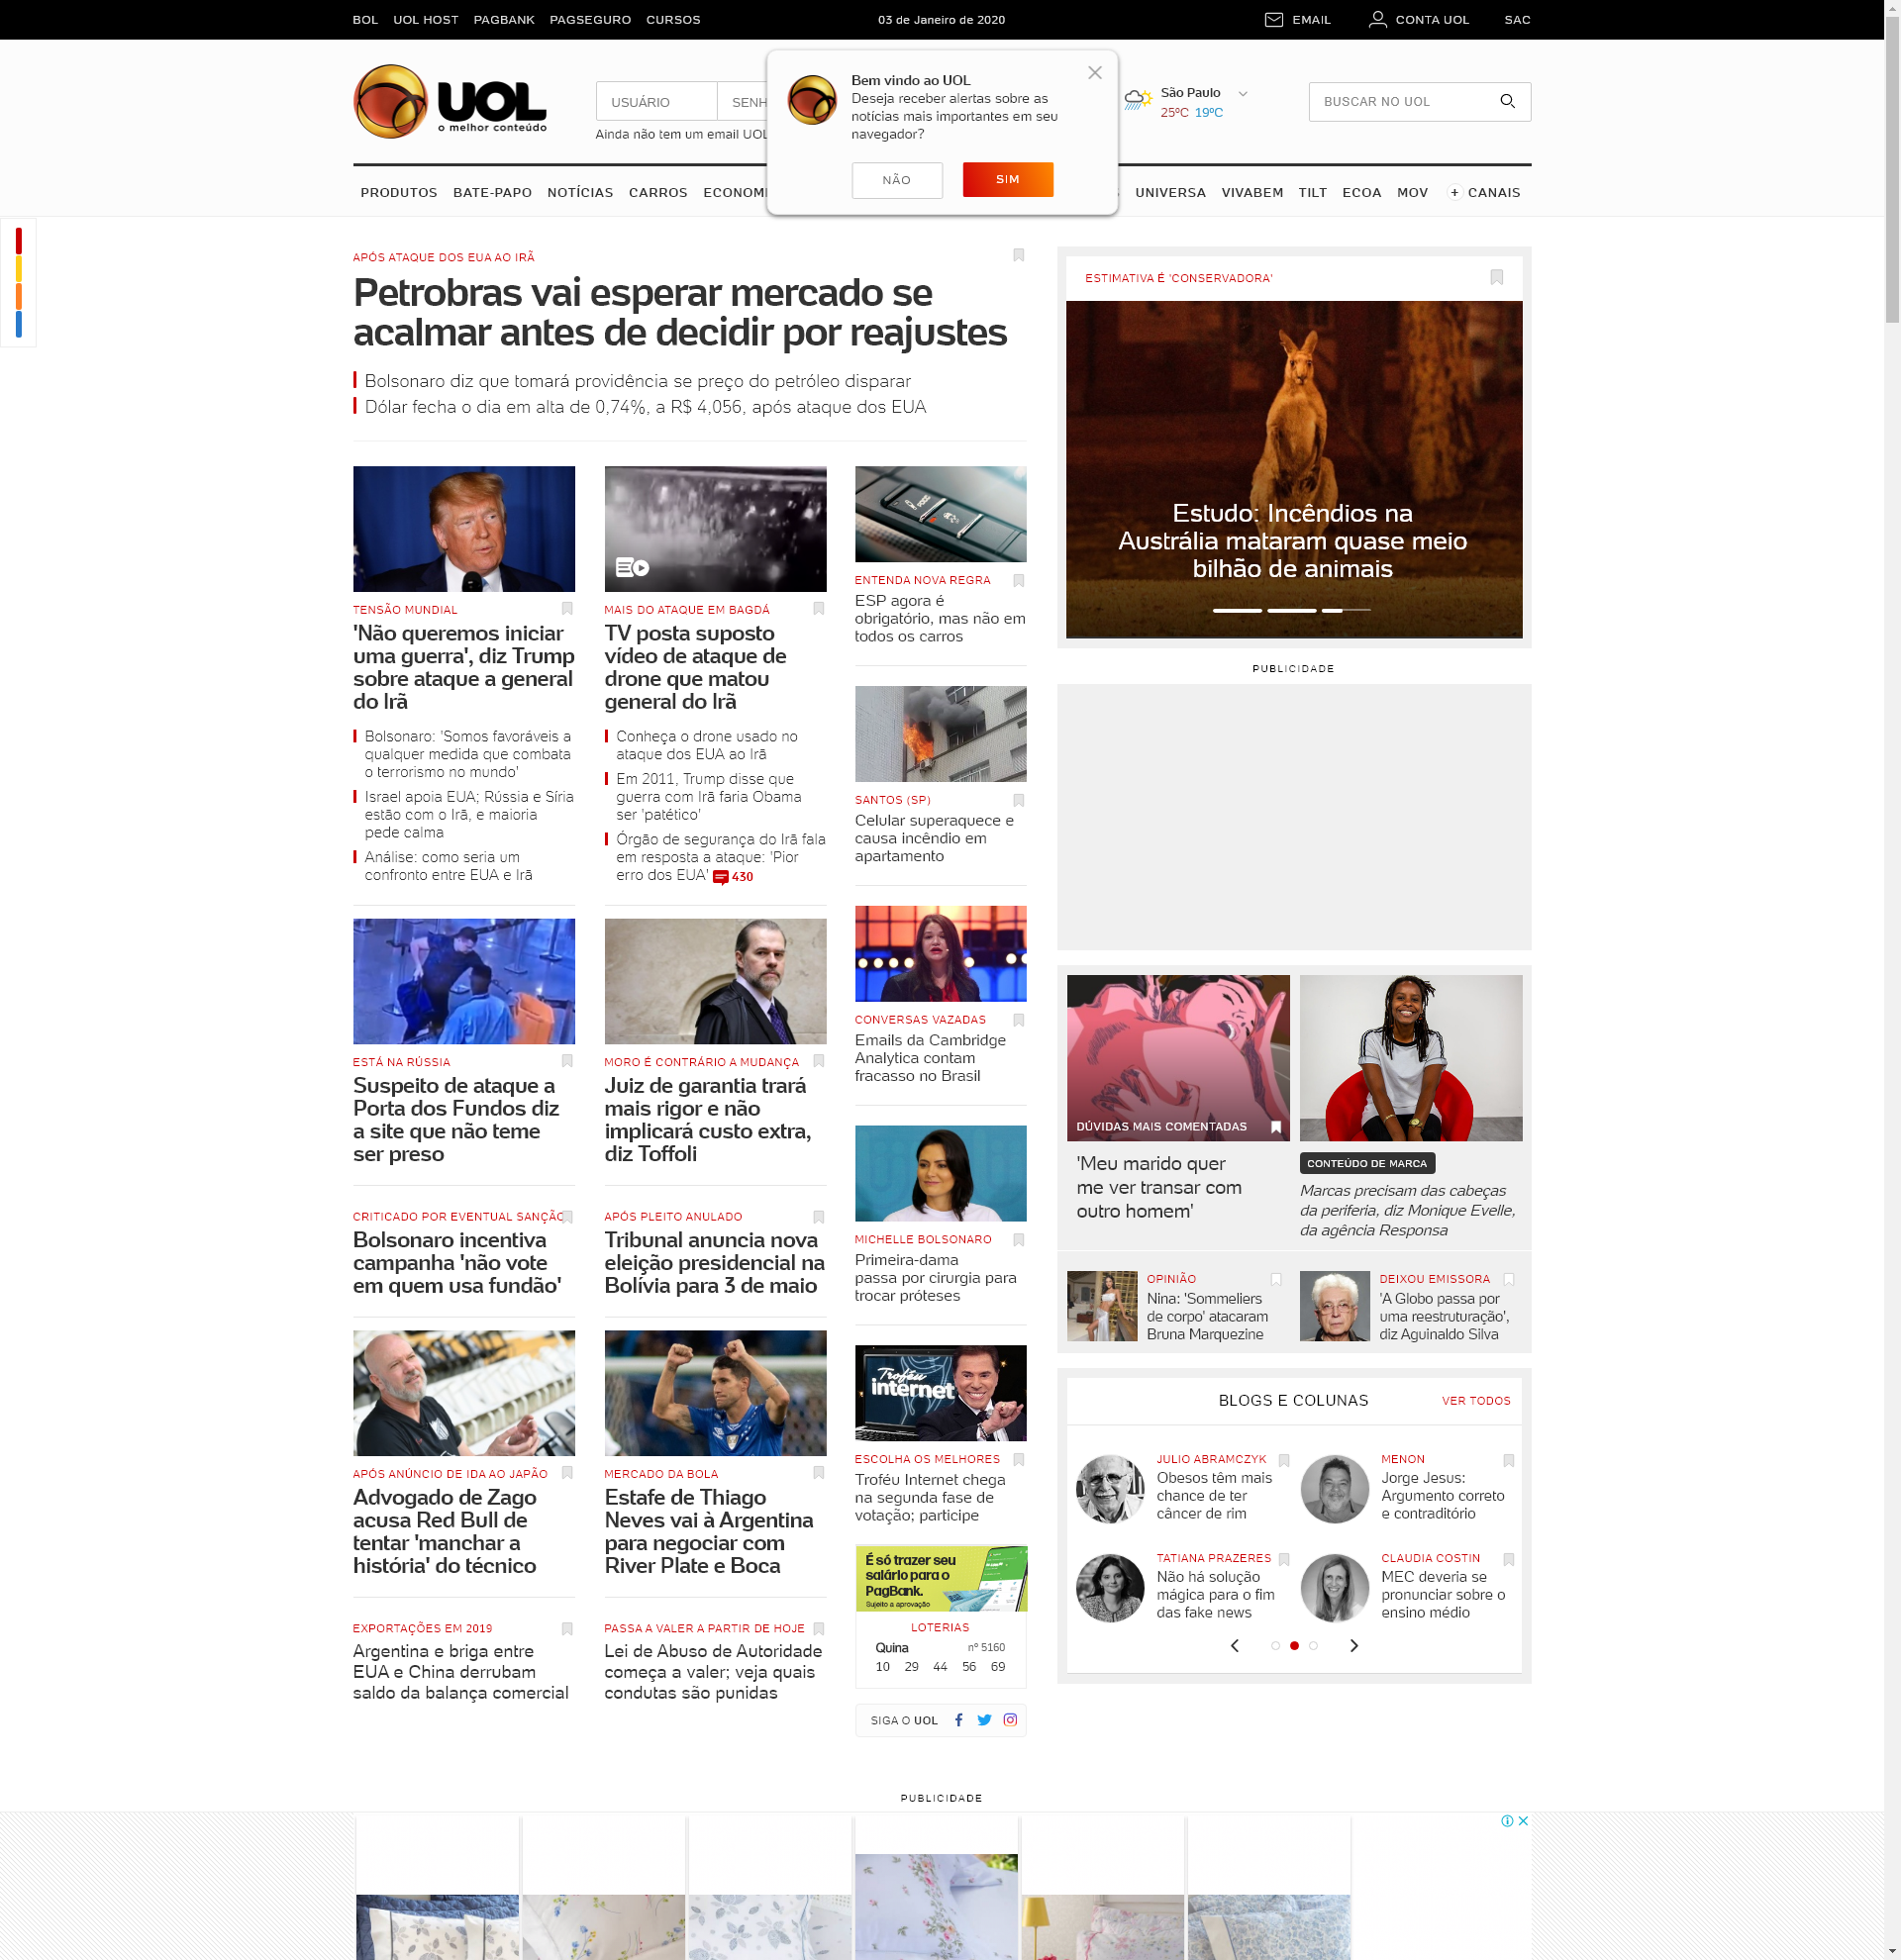 BOL UOL HOST PAGBANK PAGSEGURO CURSOS
03 de Janeiro de 2020
EMAIL CONTA UOL SAC
UOL
o melhor conteúdo
USUÁRIO
Ainda não tem um email UOL
Bem vindo ao UOL
Deseja receber alertas sobre as
notícias mais importantes em seu
navegador?
NÃO
SIM
São Paulo
25ºC 19ºC
BUSCAR NO UOL
PRODUTOS BATE-PAPO NOTÍCIAS CARROS
UNIVERSA VIVABEM TILT ECOA MOV + CANAIS
APÓS ATAQUE DOS EUA AO IRÃ
Petrobras vai esperar mercado se
acalmar antes de decidir por reajustes
Bolsonaro diz que tomará providência se preço do petróleo disparar
Dólar fecha o dia em alta de 0,74%, a R$ 4,056, após ataque dos EUA
TENSÃO MUNDIAL
'Não queremos iniciar
uma guerra', diz Trump
sobre ataque a general
do Irã
Bolsonaro: 'Somos favoráveis a
qualquer medida que combata
o terrorismo no mundo'
Israel apoia EUA; Rússia e Síria
estão com o Irã, e maioria
pede calma
Análise: como seria um
confronto entre EUA e Irã
ESTÁ NA RÚSSIA
Suspeito de ataque a
Porta dos Fundos diz
a site que não teme
ser preso
CRITICADO POR EVENTUAL SANÇÃO
Bolsonaro incentiva
campanha 'não vote
em quem usa fundão'
APÓS ANÚNCIO DE IDA AO JAPÃO
Advogado de Zago
acusa Red Bull de
tentar 'manchar a
história' do técnico
EXPORTAÇÕES EM 2019
Argentina e briga entre
EUA e China derrubam
saldo da balança comercial
MAIS DO ATAQUE EM BAGDÁ
TV posta suposto
vídeo de ataque de
drone que matou
general do Irã
Conheça o drone usado no
ataque dos EUA ao Irã
Em 2011, Trump disse que
guerra com Irã faria Obama
ser 'patético'
Órgão de segurança do Irã fala
em resposta a ataque: 'Pior
erro dos EUA' 430
MORO É CONTRÁRIO A MUDANÇA
Juiz de garantia trará
mais rigor e não
implicará custo extra,
diz Toffoli
APÓS PLEITO ANULADO
Tribunal anuncia nova
eleição presidencial na
Bolívia para 3 de maio
MERCADO DA BOLA
Estafe de Thiago
Neves vai à Argentina
para negociar com
River Plate e Boca
PASSA A VALER A PARTIR DE HOJE
Lei de Abuso de Autoridade
começa a valer; veja quais
condutas são punidas
ENTENDA NOVA REGRA
ESP agora é
obrigatório, mas não em
todos os carros
SANTOS (SP)
Celular superaquece e
causa incêndio em
apartamento
CONVERSAS VAZADAS
Emails da Cambridge
Analytica contam
fracasso no Brasil
MICHELLE BOLSONARO
Primeira-dama
passa por cirurgia para
trocar próteses
Troféu
internet
ESCOLHA OS MELHORES
Troféu Internet chega
na segunda fase de
votação; participe
É só trazer seu
salário para o
PagBank.
Sujeito a aprovação
LOTERIAS
Quina nº 5160
10 29 44 56 69
SIGA O UOL
ESTIMATIVA É 'CONSERVADORA'
Estudo: Incêndios na
Austrália mataram quase meio
bilhão de animais
PUBLICIDADE
DÚVIDAS MAIS COMENTADAS
'Meu marido quer
me ver transar com
outro homem'
CONTEÚDO DE MARCA
Marcas precisam das cabeças
da periferia, diz Monique Evelle,
da agência Responsa
OPINIÃO
Nina: 'Sommeliers
de corpo' atacaram
Bruna Marquezine
DEIXOU EMISSORA
'A Globo passa por
uma reestruturação',
diz Aguinaldo Silva
BLOGS E COLUNAS
VER TODOS
JULIO ABRAMCZYK
Obesos têm mais
chance de ter
câncer de rim
MENON
Jorge Jesus:
Argumento correto
e contraditório
TATIANA PRAZERES
Não há solução
mágica para o fim
das fake news
CLAUDIA COSTIN
MEC deveria se
pronunciar sobre o
ensino médio
PUBLICIDADE